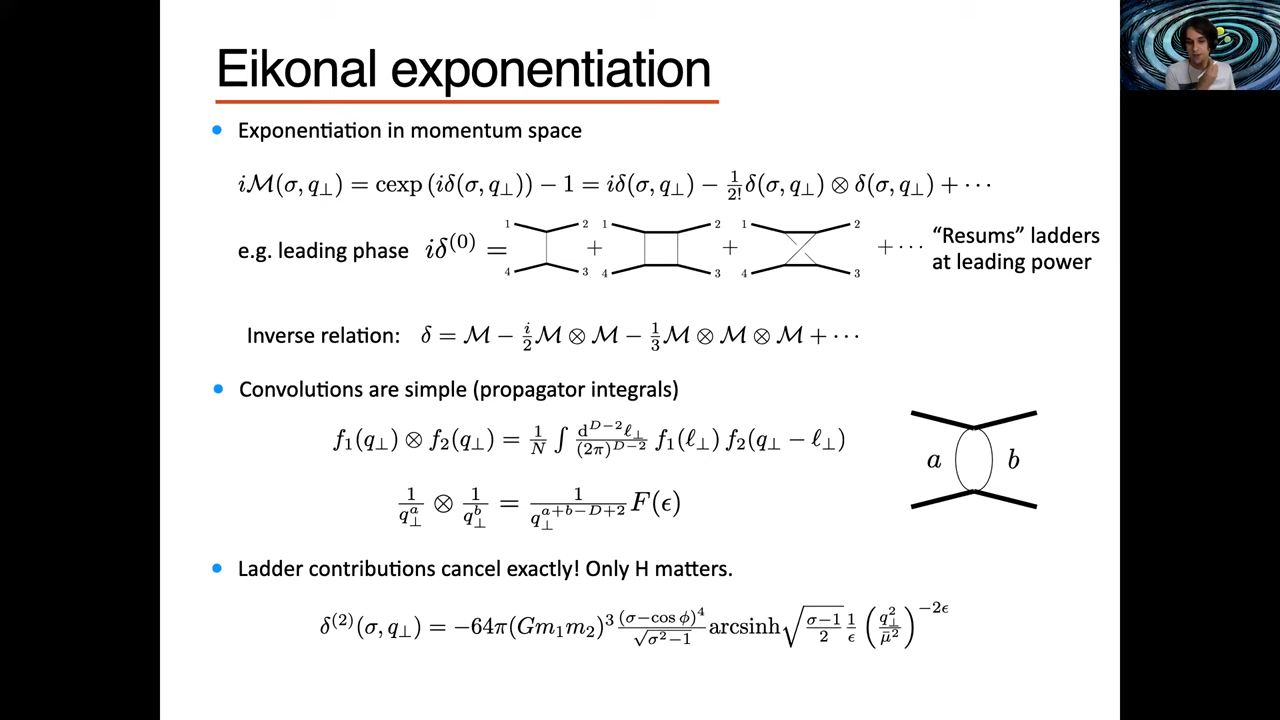 Eikonal exponentiation
• Exponentiation in momentum space
iℳ(σ, q⊥) = cexp (iδ(σ, q⊥)) − 1 = iδ(σ, q⊥) − 1/2! δ(σ, q⊥) ⊗ δ(σ, q⊥) + ⋯
e.g. leading phase iδ⁽⁰⁾ = 1 2 3 4 + 1 2 3 4 + 1 2 3 4 + ⋯ “Resums” ladders
at leading power
Inverse relation: δ = ℳ − i/2 ℳ ⊗ ℳ − 1/3 ℳ ⊗ ℳ ⊗ ℳ + ⋯
• Convolutions are simple (propagator integrals)
f₁(q⊥) ⊗ f₂(q⊥) = 1/N ∫ d^{D−2}ℓ⊥/(2π)^{D−2} f₁(ℓ⊥) f₂(q⊥ − ℓ⊥)
a b
1/q⊥^a ⊗ 1/q⊥^b = 1/q⊥^{a+b−D+2} F(ϵ)
• Ladder contributions cancel exactly! Only H matters.
δ⁽²⁾(σ, q⊥) = −64π(Gm₁m₂)³ (σ−cos ϕ)⁴/√(σ²−1) arcsinh√((σ−1)/2) 1/ϵ (q⊥²/μ̄²)^{−2ϵ}